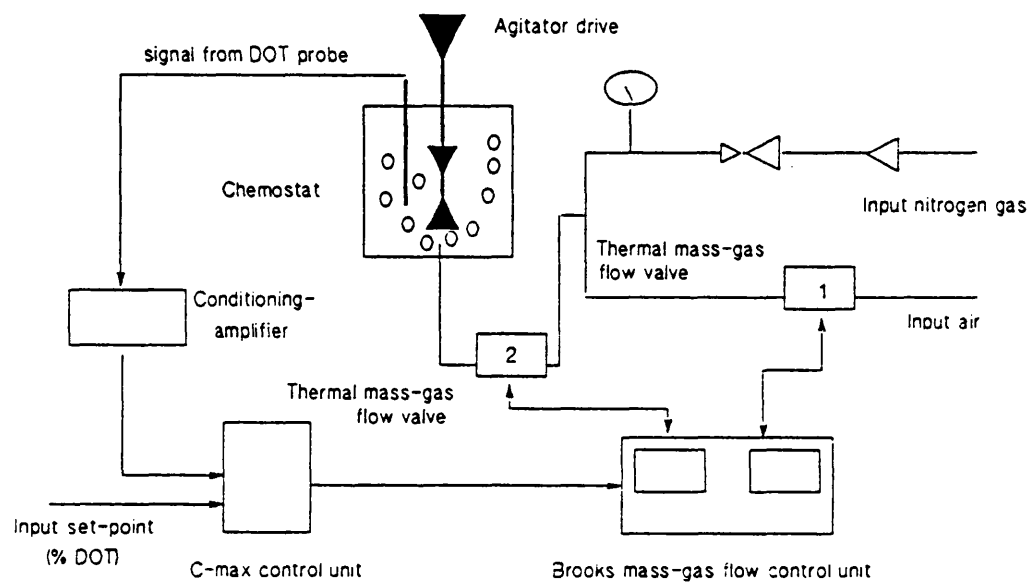 Agitator drive
signal from DOT probe
Chemostat
Input nitrogen gas
Thermal mass-gas
flow valve
1
Input air
Conditioning-
amplifier
2
Thermal mass-gas
flow valve
Input set-point
(% DOT)
C-max control unit
Brooks mass-gas flow control unit